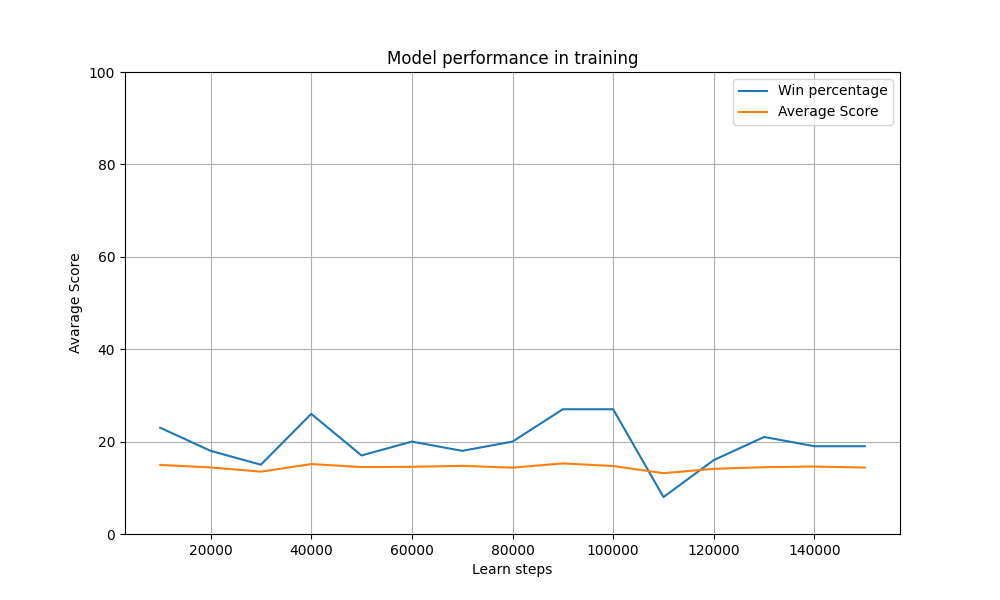 Model performance in training
100
80
60
40
20
0
Avarage Score
Win percentage
Average Score
20000 40000 60000 80000 100000 120000 140000
Learn steps